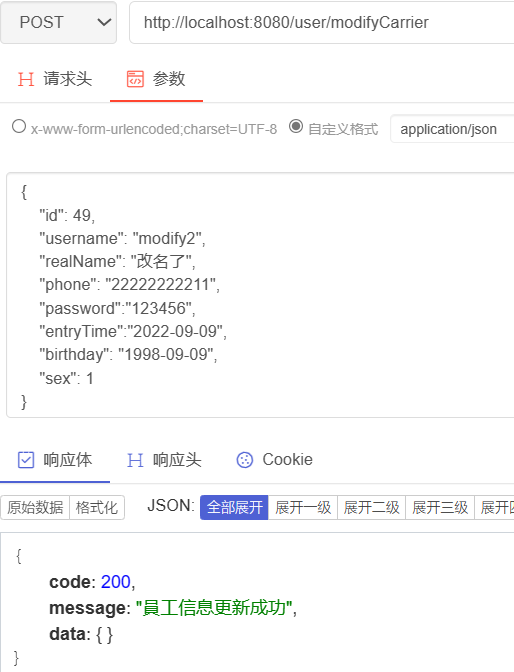 POST http://localhost:8080/user/modifyCarrier
请求头 参数
x-www-form-urlencoded;charset=UTF-8 自定义格式 application/json
{
"id": 49,
"username": "modify2",
"realName": "改名了",
"phone": "22222222211",
"password":"123456",
"entryTime":"2022-09-09",
"birthday": "1998-09-09",
"sex": 1
}
响应体 响应头 Cookie
原始数据 格式化 JSON: 全部展开 展开一级 展开二级 展开三级 展开
{
code: 200,
message: "員工信息更新成功",
data: { }
}